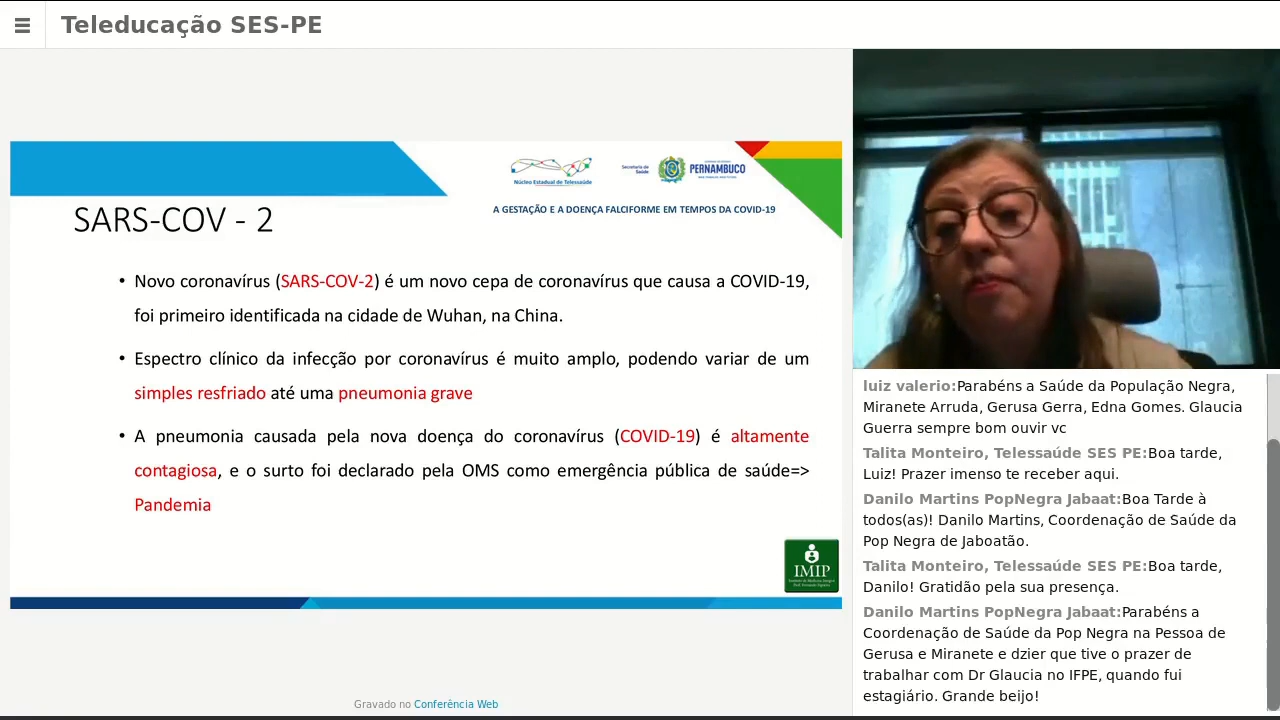 Teleducação SES-PE
Núcleo Estadual de Telessaúde
Secretaria de
Saúde
PERNAMBUCO
A GESTAÇÃO E A DOENÇA FALCIFORME EM TEMPOS DA COVID-19
SARS-COV - 2
• Novo coronavírus (SARS-COV-2) é um novo cepa de coronavírus que causa a COVID-19,
foi primeiro identificada na cidade de Wuhan, na China.
• Espectro clínico da infecção por coronavírus é muito amplo, podendo variar de um
simples resfriado até uma pneumonia grave
• A pneumonia causada pela nova doença do coronavírus (COVID-19) é altamente
contagiosa, e o surto foi declarado pela OMS como emergência pública de saúde=>
Pandemia
IMIP
Gravado no Conferência Web
luiz valerio:Parabéns a Saúde da População Negra,
Miranete Arruda, Gerusa Gerra, Edna Gomes. Glaucia
Guerra sempre bom ouvir vc
Talita Monteiro, Telessaúde SES PE:Boa tarde,
Luiz! Prazer imenso te receber aqui.
Danilo Martins PopNegra Jabaat:Boa Tarde à
todos(as)! Danilo Martins, Coordenação de Saúde da
Pop Negra de Jaboatão.
Talita Monteiro, Telessaúde SES PE:Boa tarde,
Danilo! Gratidão pela sua presença.
Danilo Martins PopNegra Jabaat:Parabéns a
Coordenação de Saúde da Pop Negra na Pessoa de
Gerusa e Miranete e dzier que tive o prazer de
trabalhar com Dr Glaucia no IFPE, quando fui
estagiário. Grande beijo!